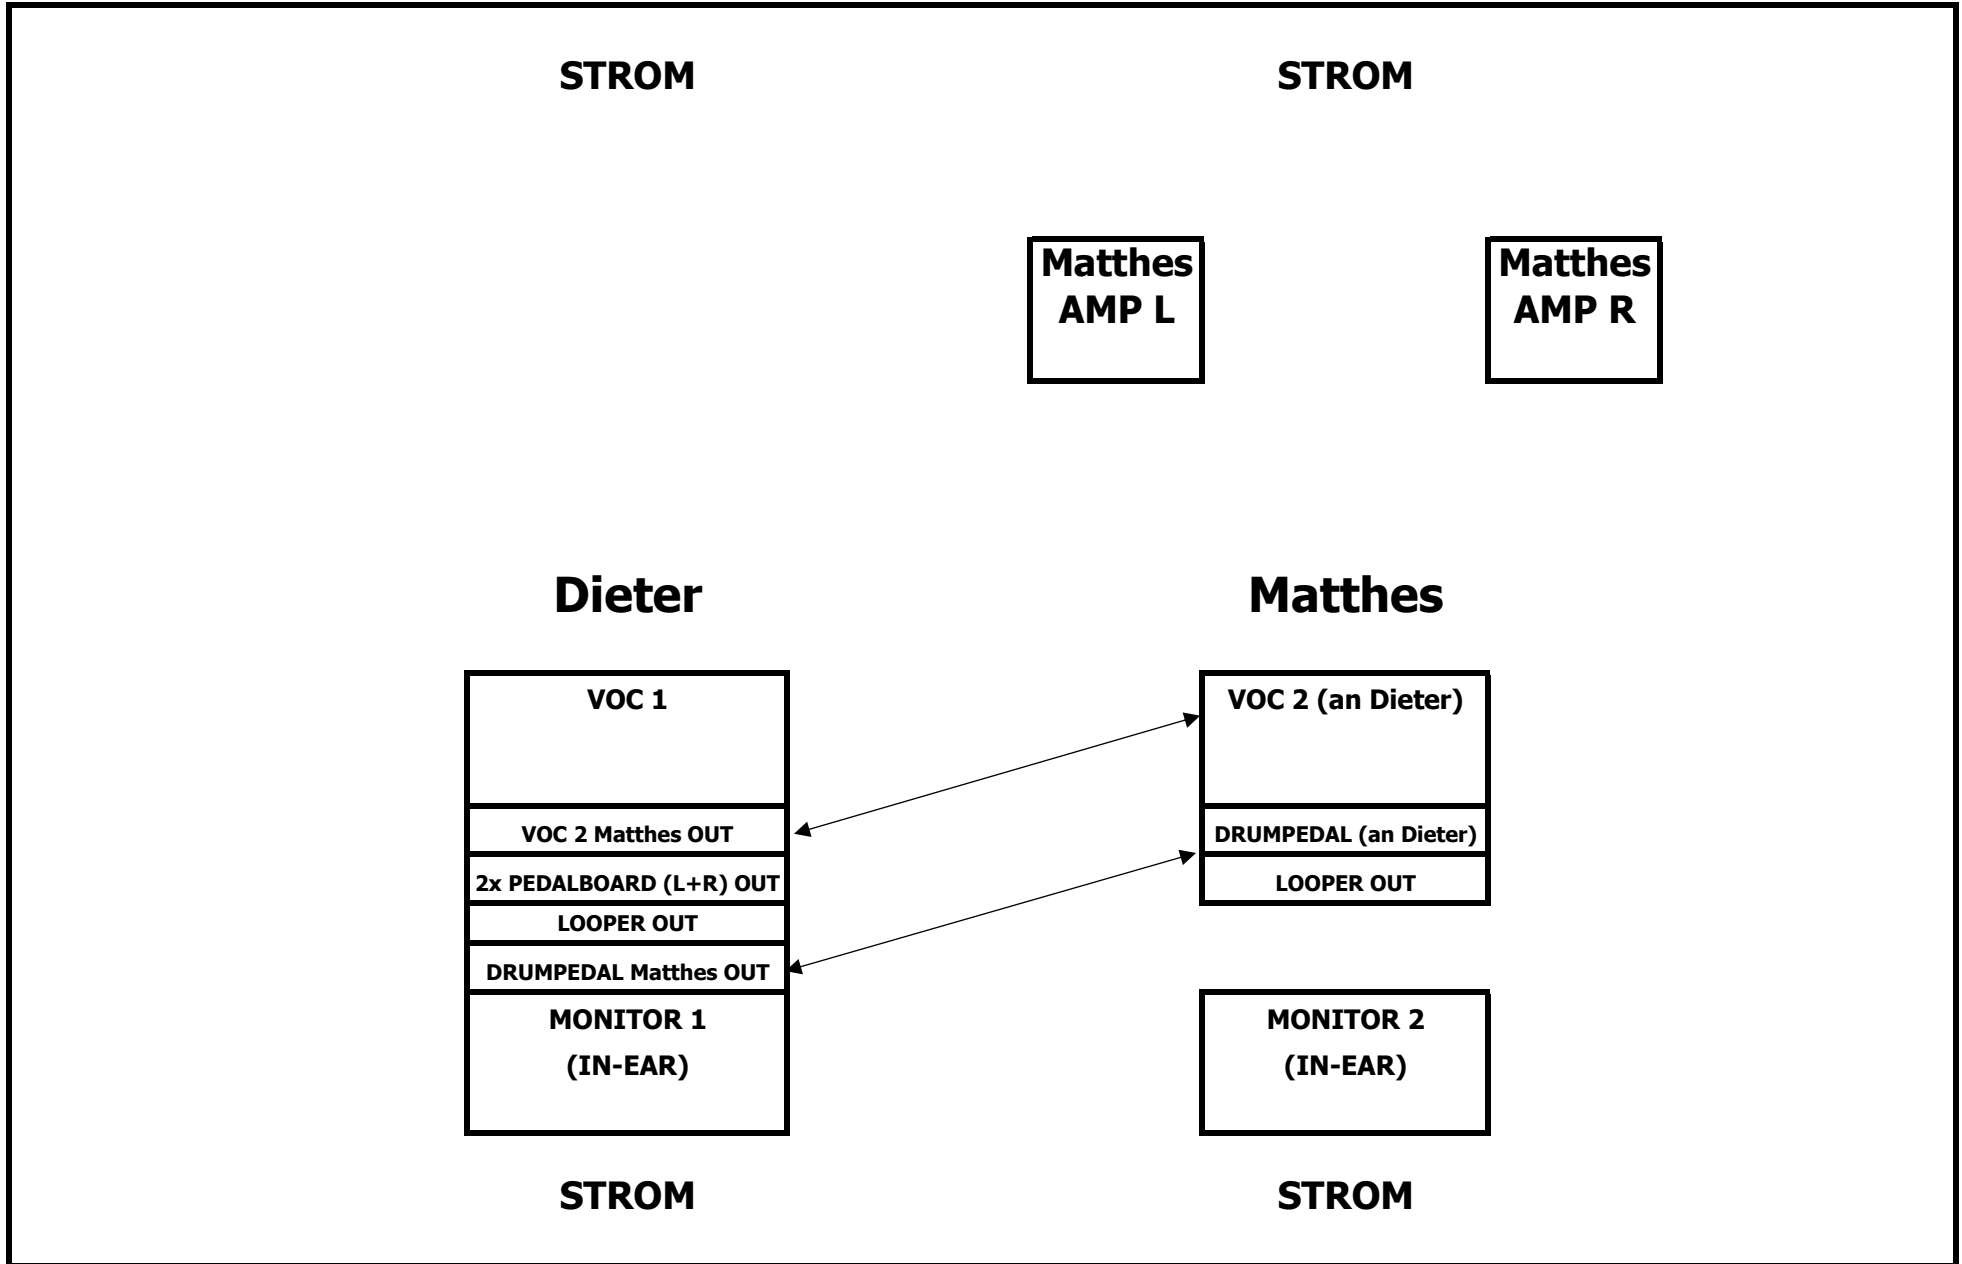 STROM
STROM
Matthes
AMP L
Matthes
AMP R
Dieter
Matthes
VOC 1
VOC 2 Matthes OUT
2x PEDALBOARD (L+R) OUT
LOOPER OUT
DRUMPEDAL Matthes OUT
MONITOR 1
(IN-EAR)
VOC 2 (an Dieter)
DRUMPEDAL (an Dieter)
LOOPER OUT
MONITOR 2
(IN-EAR)
STROM
STROM